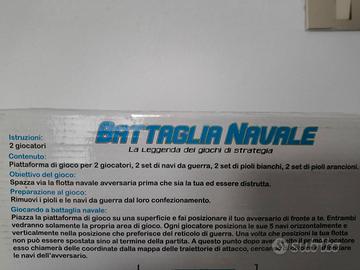 BATTAGLIA NAVALE
La Leggenda dei giochi di strategia
Istruzioni:
2 giocatori
Contenuto:
Piattaforma di gioco per 2 giocatori, 2 set di navi da guerra, 2 set di pioli bianchi, 2 set di pioli arancioni.
Obiettivo del gioco:
Spazza via la flotta navale avversaria prima che sia la tua ed essere distrutta.
Preparazione al gioco:
Rimuovi i pioli e le navi da guerra dal loro confezionamento.
Giocando a battaglia navale:
Piazza la piattaforma di gioco su una superficie e fai posizionare il tuo avversario di fronte a te. Entrambi
vedranno solamente la propria area di gioco. Ogni giocatore posiziona le sue 5 navi orizzontalmente e
verticalmente nella posizione che preferisce del reticolo di guerra. Una volta che posizioni la tua flotta
non può essere spostata sino al termine della partita. A questo punto dopo aver
esso chiamerà delle coordinate dalla mappa delle traiettorie di attacco, cercan
le navi dell'avversario.
subito